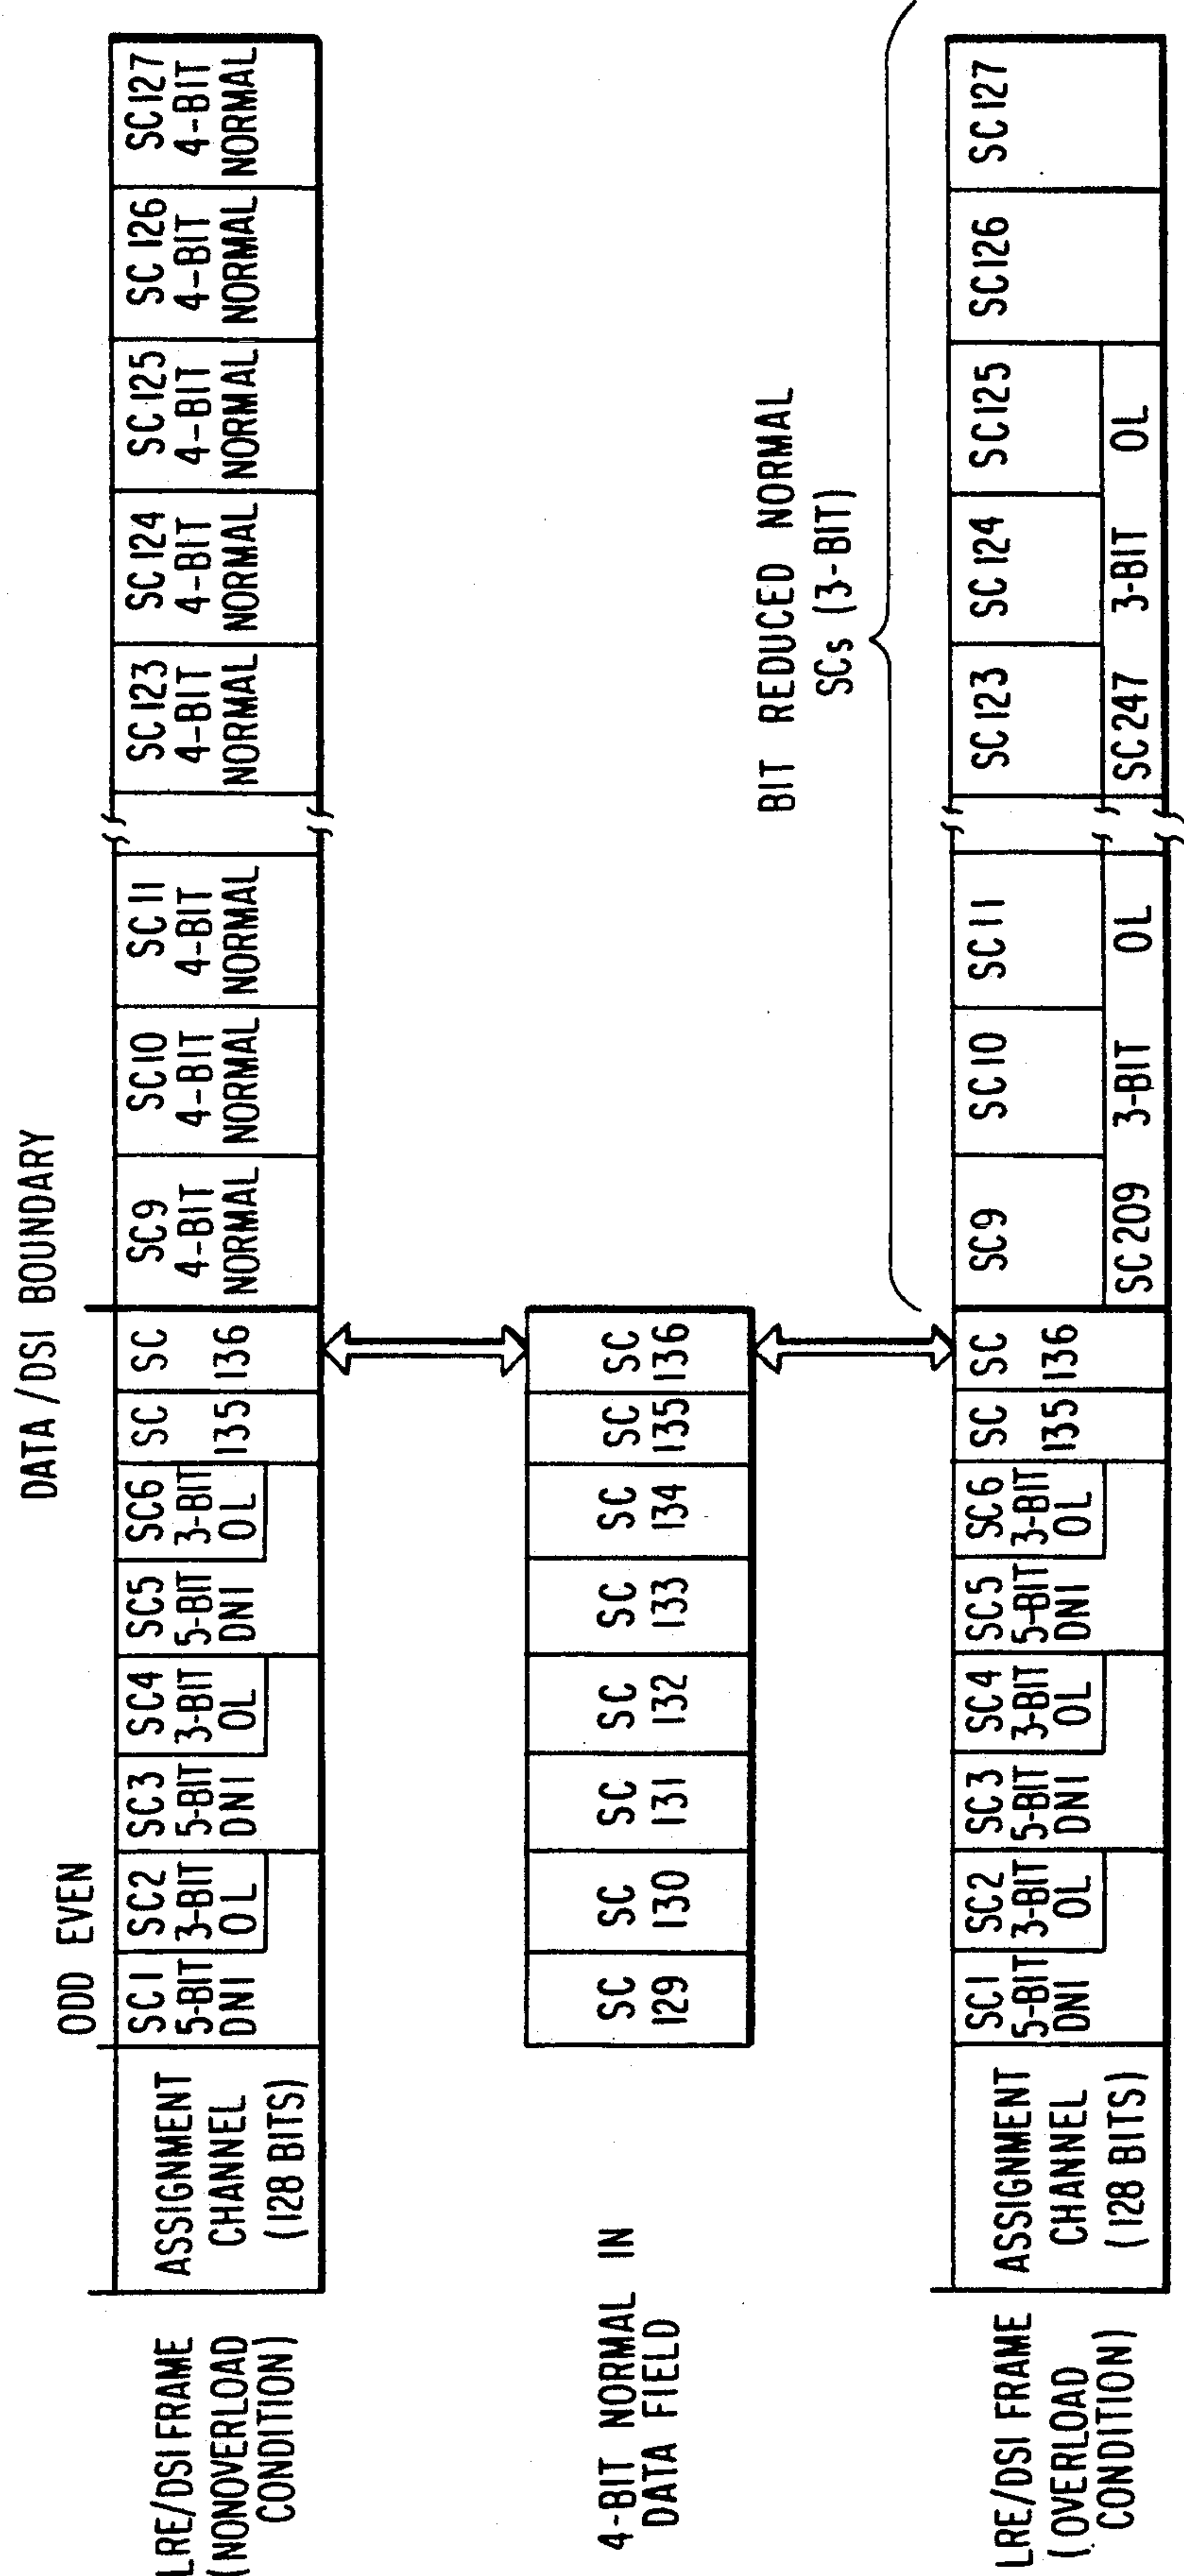 DATA/DSI BOUNDARY
ODD EVEN
LRE/DSI FRAME
(NONOVERLOAD
CONDITION)
ASSIGNMENT
CHANNEL
(128 BITS)
SC1
5-BIT
DNI
SC2
3-BIT
OL
SC3
5-BIT
DNI
SC4
3-BIT
OL
SC5
5-BIT
DNI
SC6
3-BIT
OL
SC
135
SC
136
SC9
4-BIT
NORMAL
SC10
4-BIT
NORMAL
SC11
4-BIT
NORMAL
SC123
4-BIT
NORMAL
SC124
4-BIT
NORMAL
SC125
4-BIT
NORMAL
SC126
4-BIT
NORMAL
SC127
4-BIT
NORMAL
4-BIT NORMAL IN
DATA FIELD
SC
129
SC
130
SC
131
SC
132
SC
133
SC
134
SC
135
SC
136
BIT REDUCED NORMAL
SCs (3-BIT)
LRE/DSI FRAME
(OVERLOAD
CONDITION)
ASSIGNMENT
CHANNEL
(128 BITS)
SC1
5-BIT
DNI
SC2
3-BIT
OL
SC3
5-BIT
DNI
SC4
3-BIT
OL
SC5
5-BIT
DNI
SC6
3-BIT
OL
SC
135
SC
136
SC9
SC10
SC11
SC209 3-BIT OL
SC123
SC124
SC125
SC247 3-BIT OL
SC126
SC127